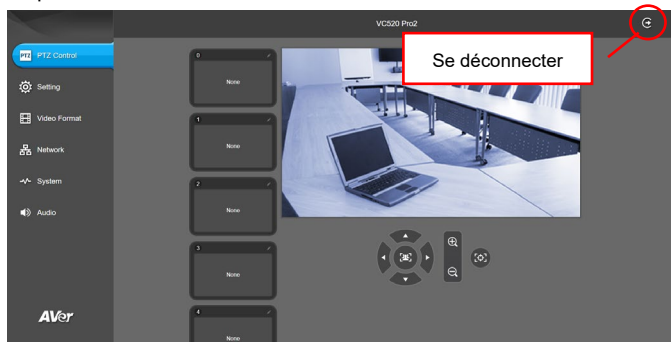 VC520 Pro2
Se déconnecter
PTZ PTZ Control
Setting
Video Format
Network
System
Audio
0
None
1
None
2
None
3
None
4
None
AVer